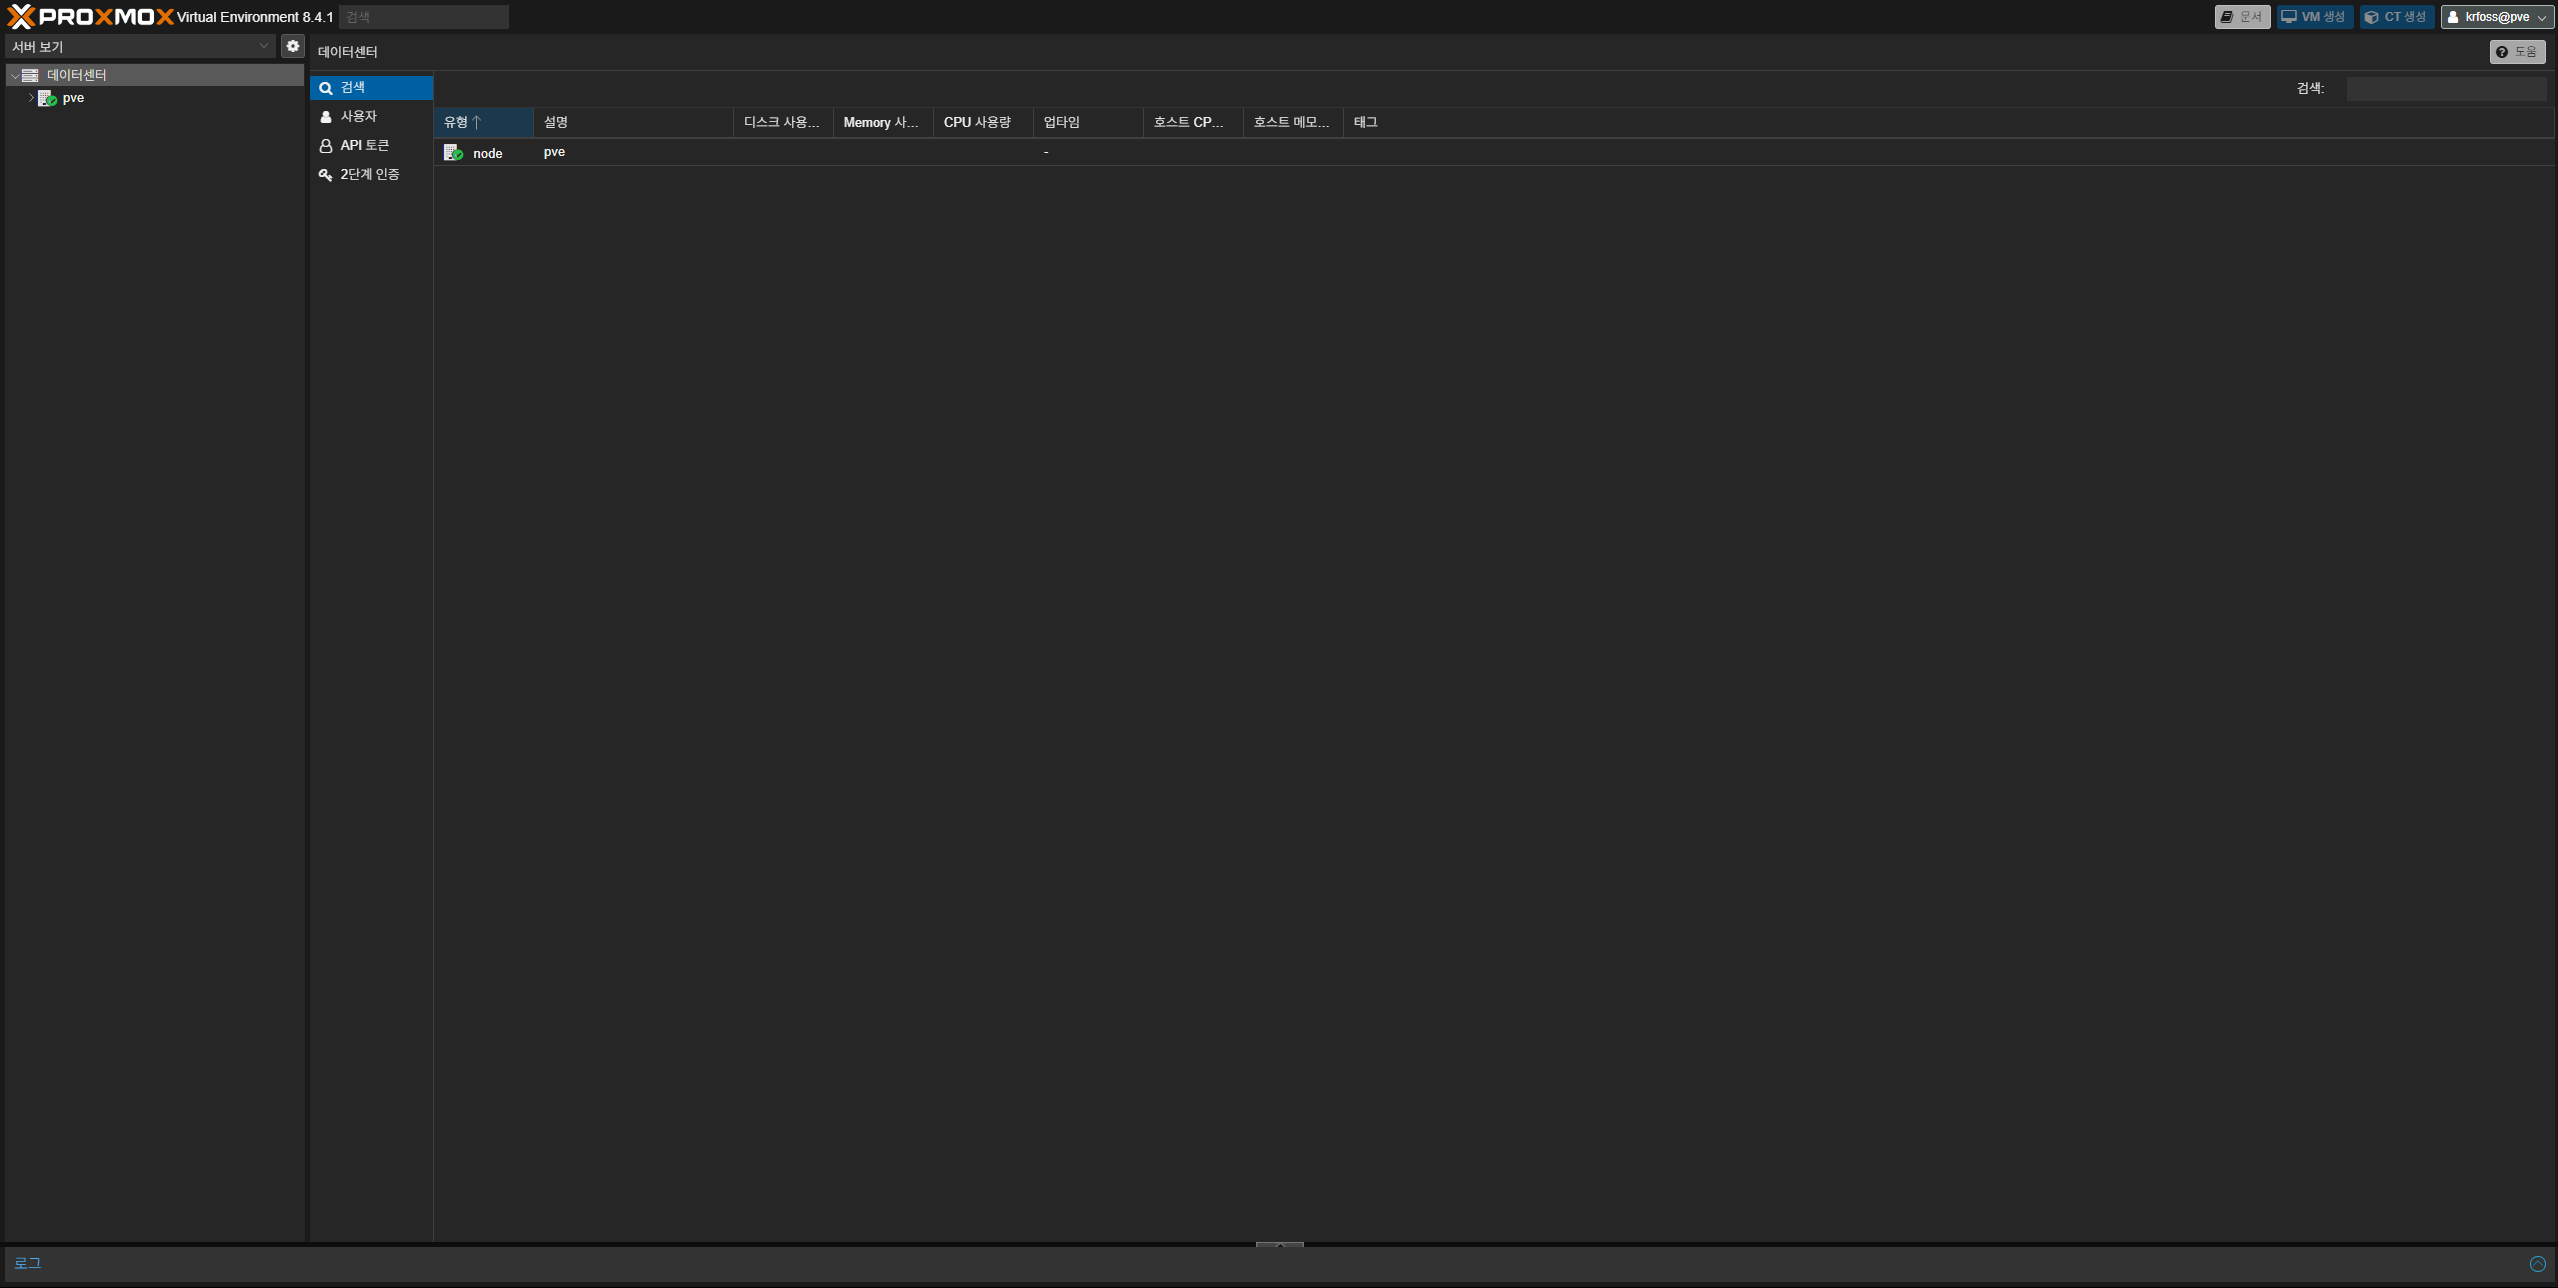 PROXMOX Virtual Environment 8.4.1 검색 문서 VM 생성 CT 생성 krfoss@pve
서버 보기
데이터센터
pve
데이터센터 도움
검색
사용자
API 토큰
2단계 인증
검색:
유형 설명 디스크 사용... Memory 사... CPU 사용량 업타임 호스트 CP... 호스트 메모... 태그
node pve -
로그